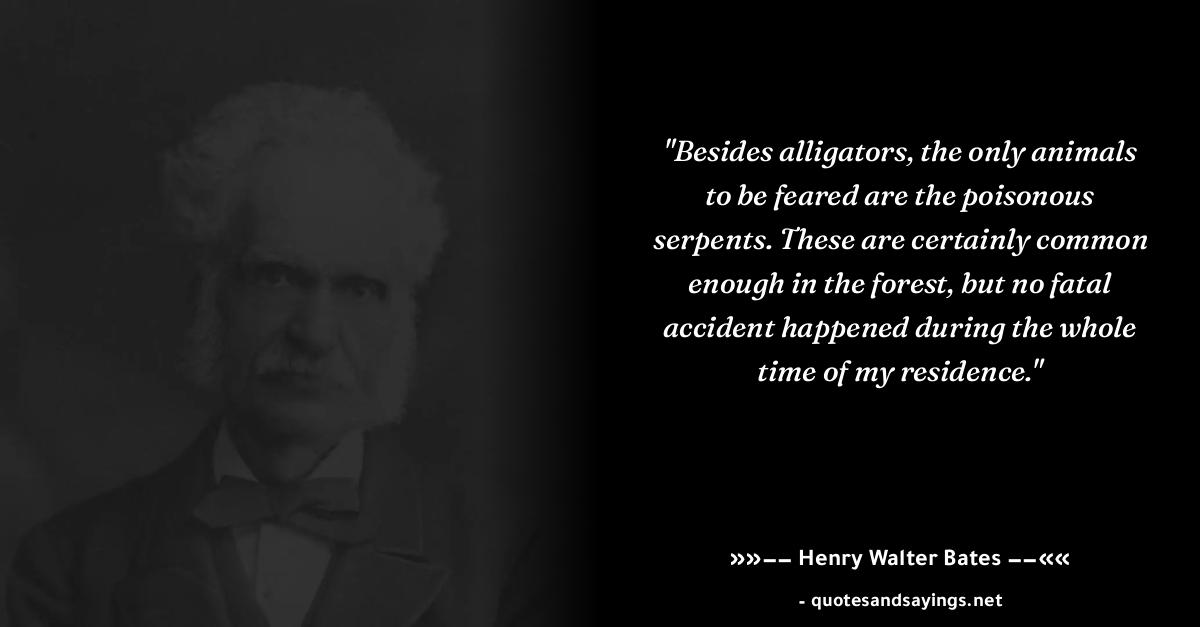 "Besides alligators, the only animals
to be feared are the poisonous
serpents. These are certainly common
enough in the forest, but no fatal
accident happened during the whole
time of my residence."
»»−− Henry Walter Bates −−««
- quotesandsayings.net